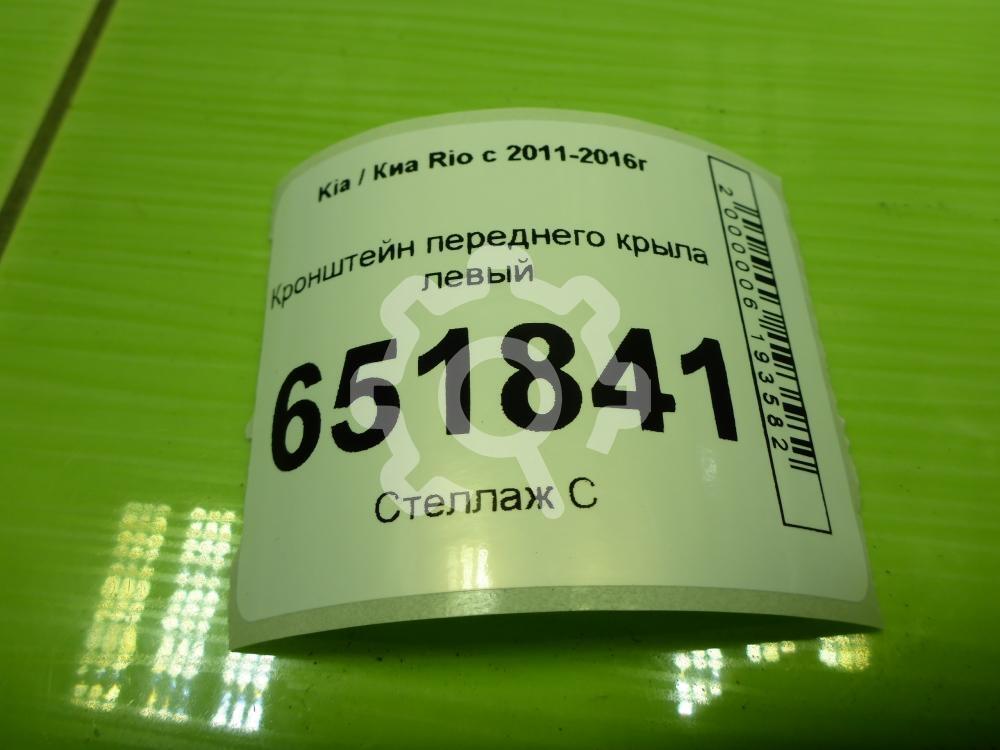 Kia / Киа Rio с 2011-2016г
Кронштейн переднего крыла
левый
651841
Стеллаж С
2000006193582